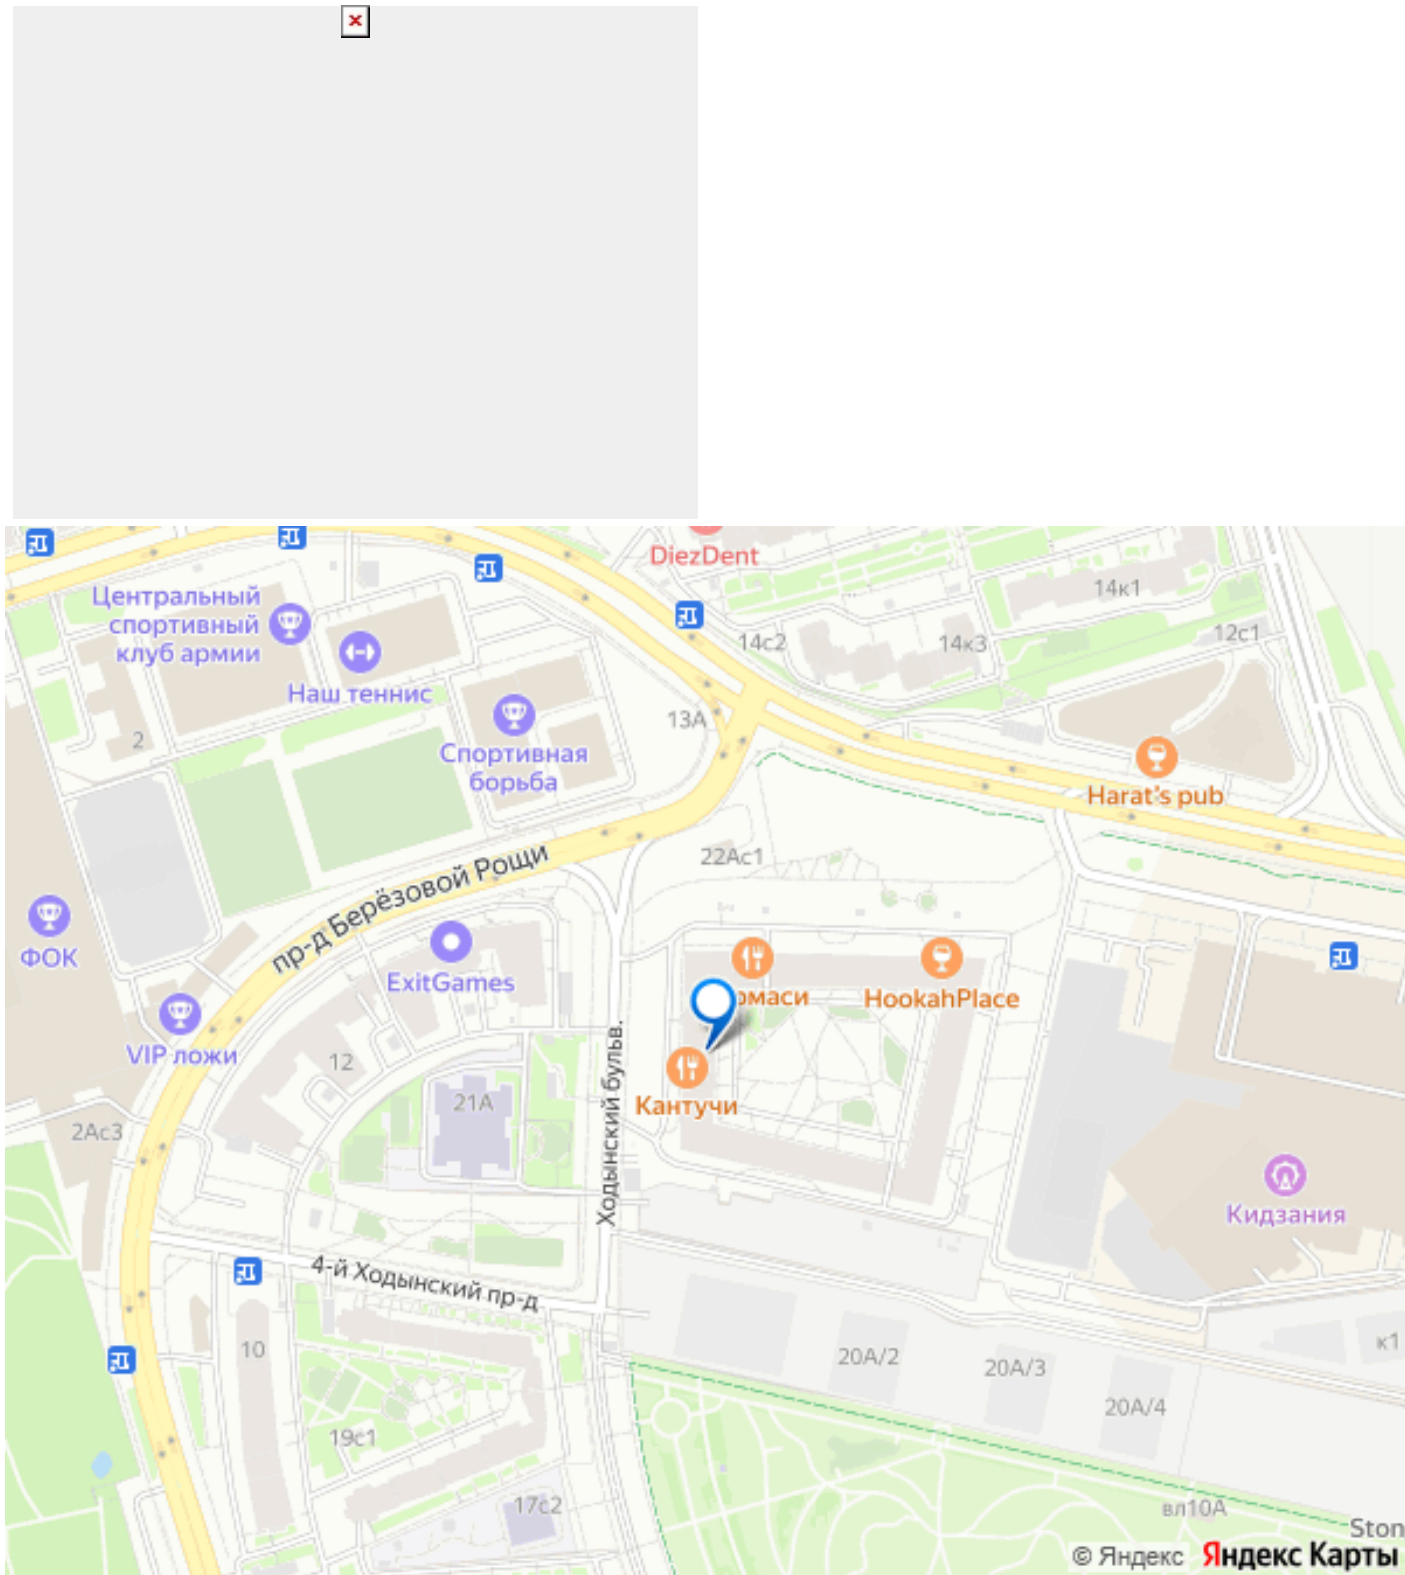 DiezDent
Центральный
спортивный
клуб армии
14к1
12с1
14с2
14к3
Наш теннис
13А
2
Спортивная
борьба
Harat's pub
22Ас1
пр-д Берёзовой Рощи
ФОК
ExitGames
HookahPlace
VIP ложи
12
21А
Кантучи
2Ас3
Ходынский бульв.
Кидзания
4-й Ходынский пр-д
10
20А/2
20А/3
к1
20А/4
19с1
17с2
вл10А
Ston
© Яндекс Яндекс Карты